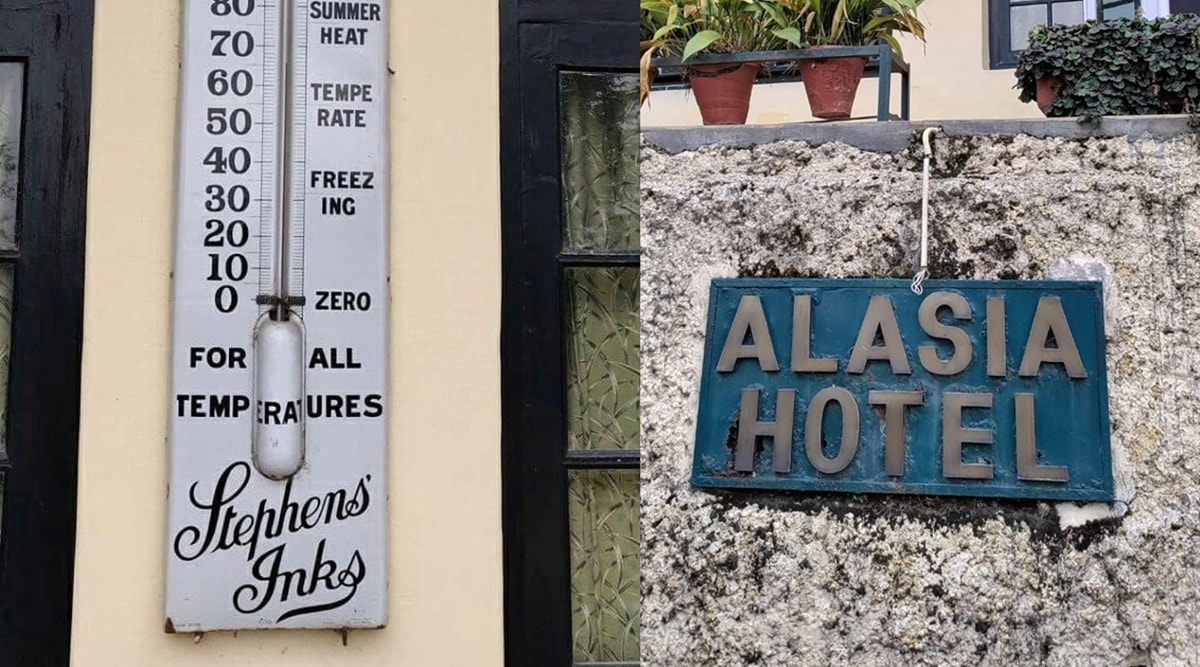 80
SUMMER
HEAT
70
60
TEMPE
RATE
50
40
FREEZ
ING
30
20
10
0
ZERO
FOR ALL
TEMPERATURES
Stephens'
Inks
ALASIA
HOTEL